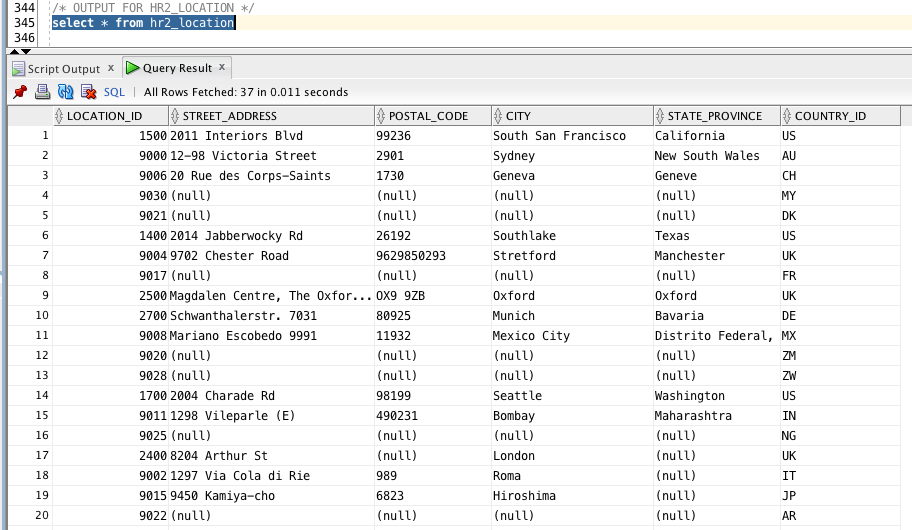 344 /* OUTPUT FOR HR2_LOCATION */
345 select * from hr2_location
346
Script Output x Query Result x
SQL | All Rows Fetched: 37 in 0.011 seconds
LOCATION_ID STREET_ADDRESS POSTAL_CODE CITY STATE_PROVINCE COUNTRY_ID
1 1500 2011 Interiors Blvd 99236 South San Francisco California US
2 9000 12-98 Victoria Street 2901 Sydney New South Wales AU
3 9006 20 Rue des Corps-Saints 1730 Geneva Geneve CH
4 9030 (null) (null) (null) (null) MY
5 9021 (null) (null) (null) (null) DK
6 1400 2014 Jabberwocky Rd 26192 Southlake Texas US
7 9004 9702 Chester Road 9629850293 Stretford Manchester UK
8 9017 (null) (null) (null) (null) FR
9 2500 Magdalen Centre, The Oxfor... OX9 9ZB Oxford Oxford UK
10 2700 Schwanthalerstr. 7031 80925 Munich Bavaria DE
11 9008 Mariano Escobedo 9991 11932 Mexico City Distrito Federal, MX
12 9020 (null) (null) (null) (null) ZM
13 9028 (null) (null) (null) (null) ZW
14 1700 2004 Charade Rd 98199 Seattle Washington US
15 9011 1298 Vileparle (E) 490231 Bombay Maharashtra IN
16 9025 (null) (null) (null) (null) NG
17 2400 8204 Arthur St (null) London (null) UK
18 9002 1297 Via Cola di Rie 989 Roma (null) IT
19 9015 9450 Kamiya-cho 6823 Hiroshima (null) JP
20 9022 (null) (null) (null) (null) AR